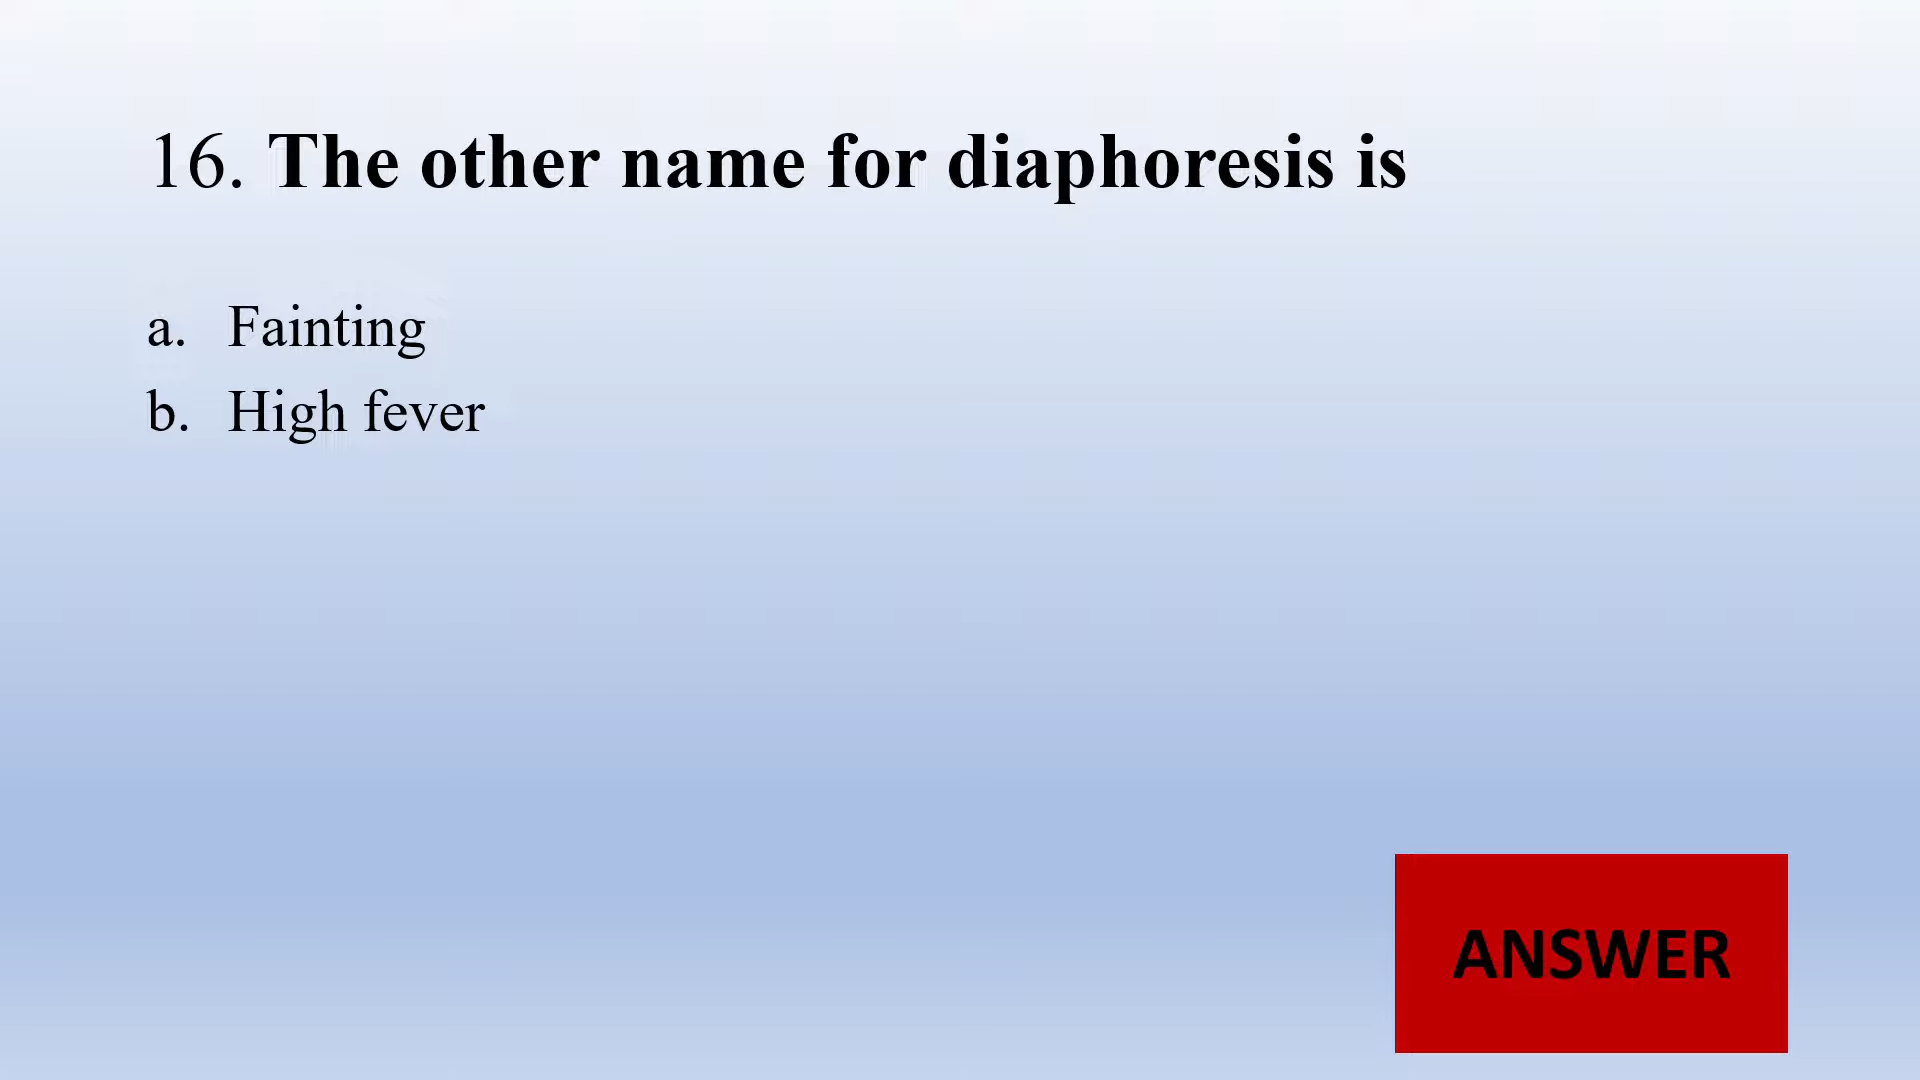 16. The other name for diaphoresis is
a. Fainting
b. High fever
ANSWER